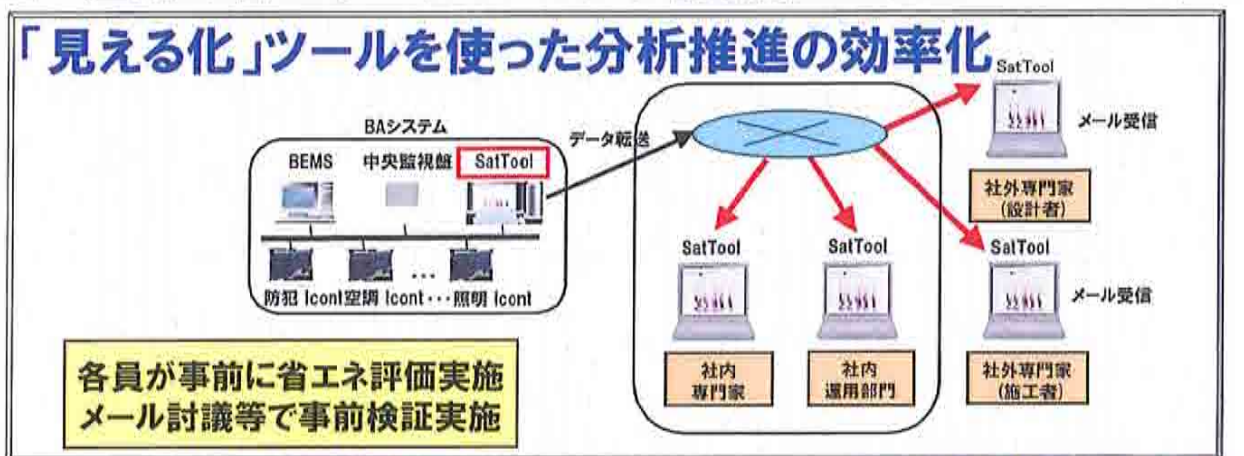 「見える化」ツールを使った分析推進の効率化
BAシステム
BEMS 中央監視盤 SatTool
データ転送
防犯 Icont 空調 Icont・・・照明 Icont
SatTool
メール受信
社外専門家
(設計者)
SatTool
社内
専門家
SatTool
社内
運用部門
SatTool
メール受信
社外専門家
(施工者)
各員が事前に省エネ評価実施
メール討議等で事前検証実施